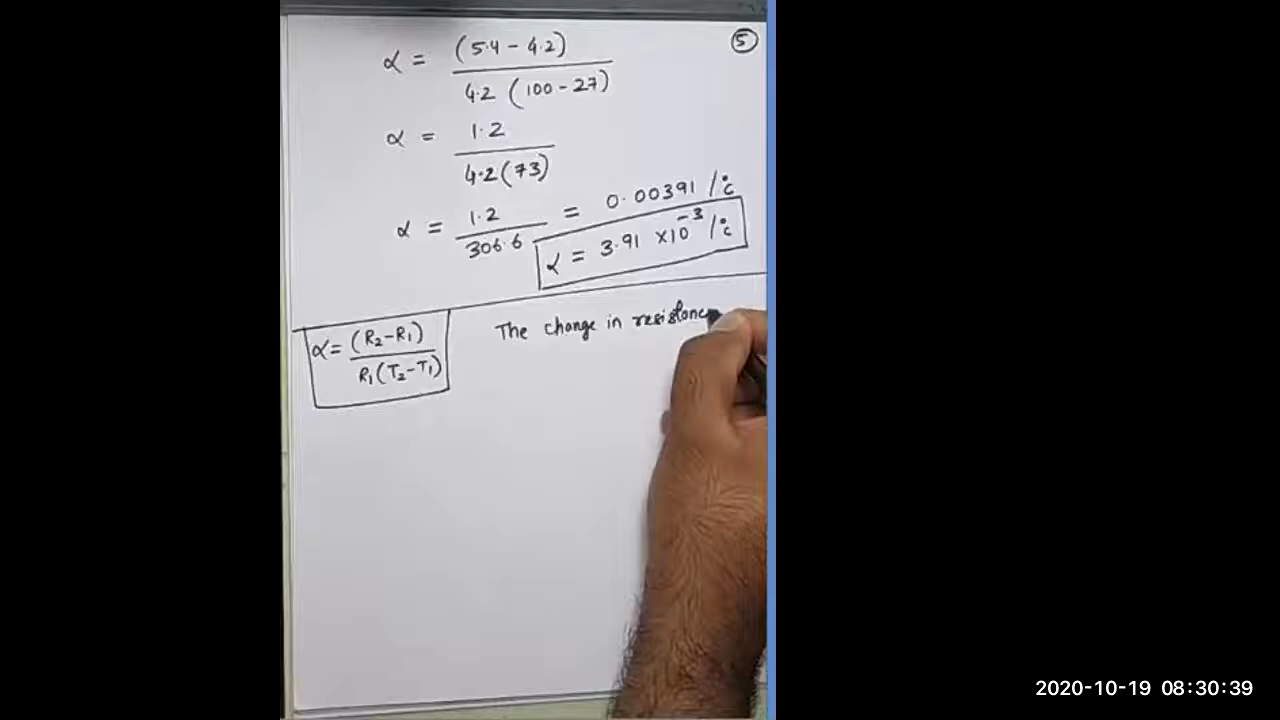 5
α = (5.4 - 4.2)
4.2 (100 - 27)
α = 1.2
4.2(73)
α = 1.2 = 0.00391 /°C
306.6
α = 3.91 ×10⁻³ /°C
α = (R₂-R₁)
R₁(T₂-T₁)
The change in resistance
2020-10-19 08:30:39